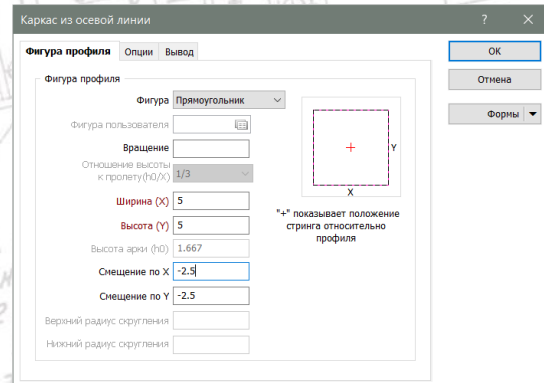 Каркас из осевой линии ? ×
Фигура профиля Опции Вывод
ОК
Отмена
Формы
Фигура профиля
Фигура Прямоугольник
Фигура пользователя
Вращение
Отношение высоты
к пролету(h0/X) 1/3
Ширина (X) 5
Высота (Y) 5
Высота арки (h0) 1.667
Смещение по X -2.5
Смещение по Y -2.5
Верхний радиус скругления
Нижний радиус скругления
Y
X
"+" показывает положение
стринга относительно
профиля